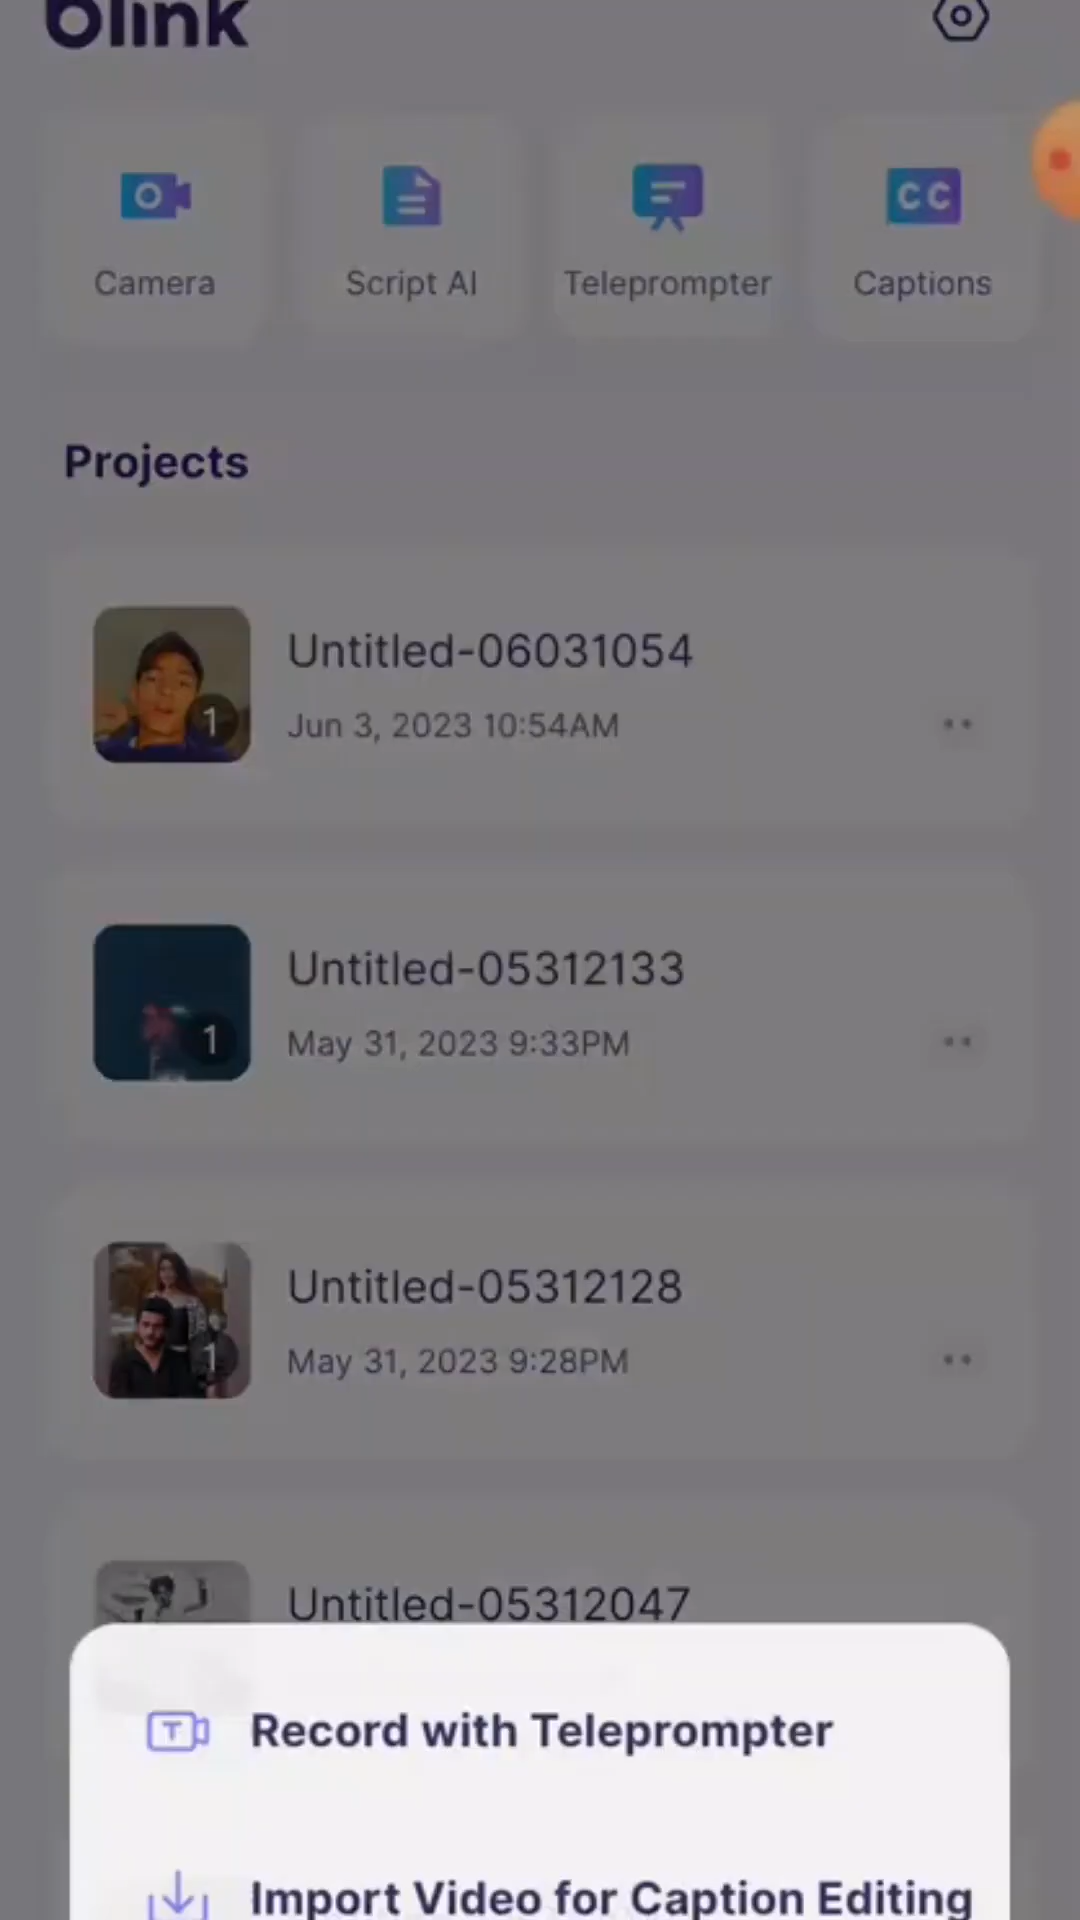 blink
Camera
Script AI
Teleprompter
CC
Captions
Projects
Untitled-06031054
1
Jun 3, 2023 10:54AM
Untitled-05312133
1
May 31, 2023 9:33PM
Untitled-05312128
1
May 31, 2023 9:28PM
Untitled-05312047
T
Record with Teleprompter
Import Video for Caption Editing